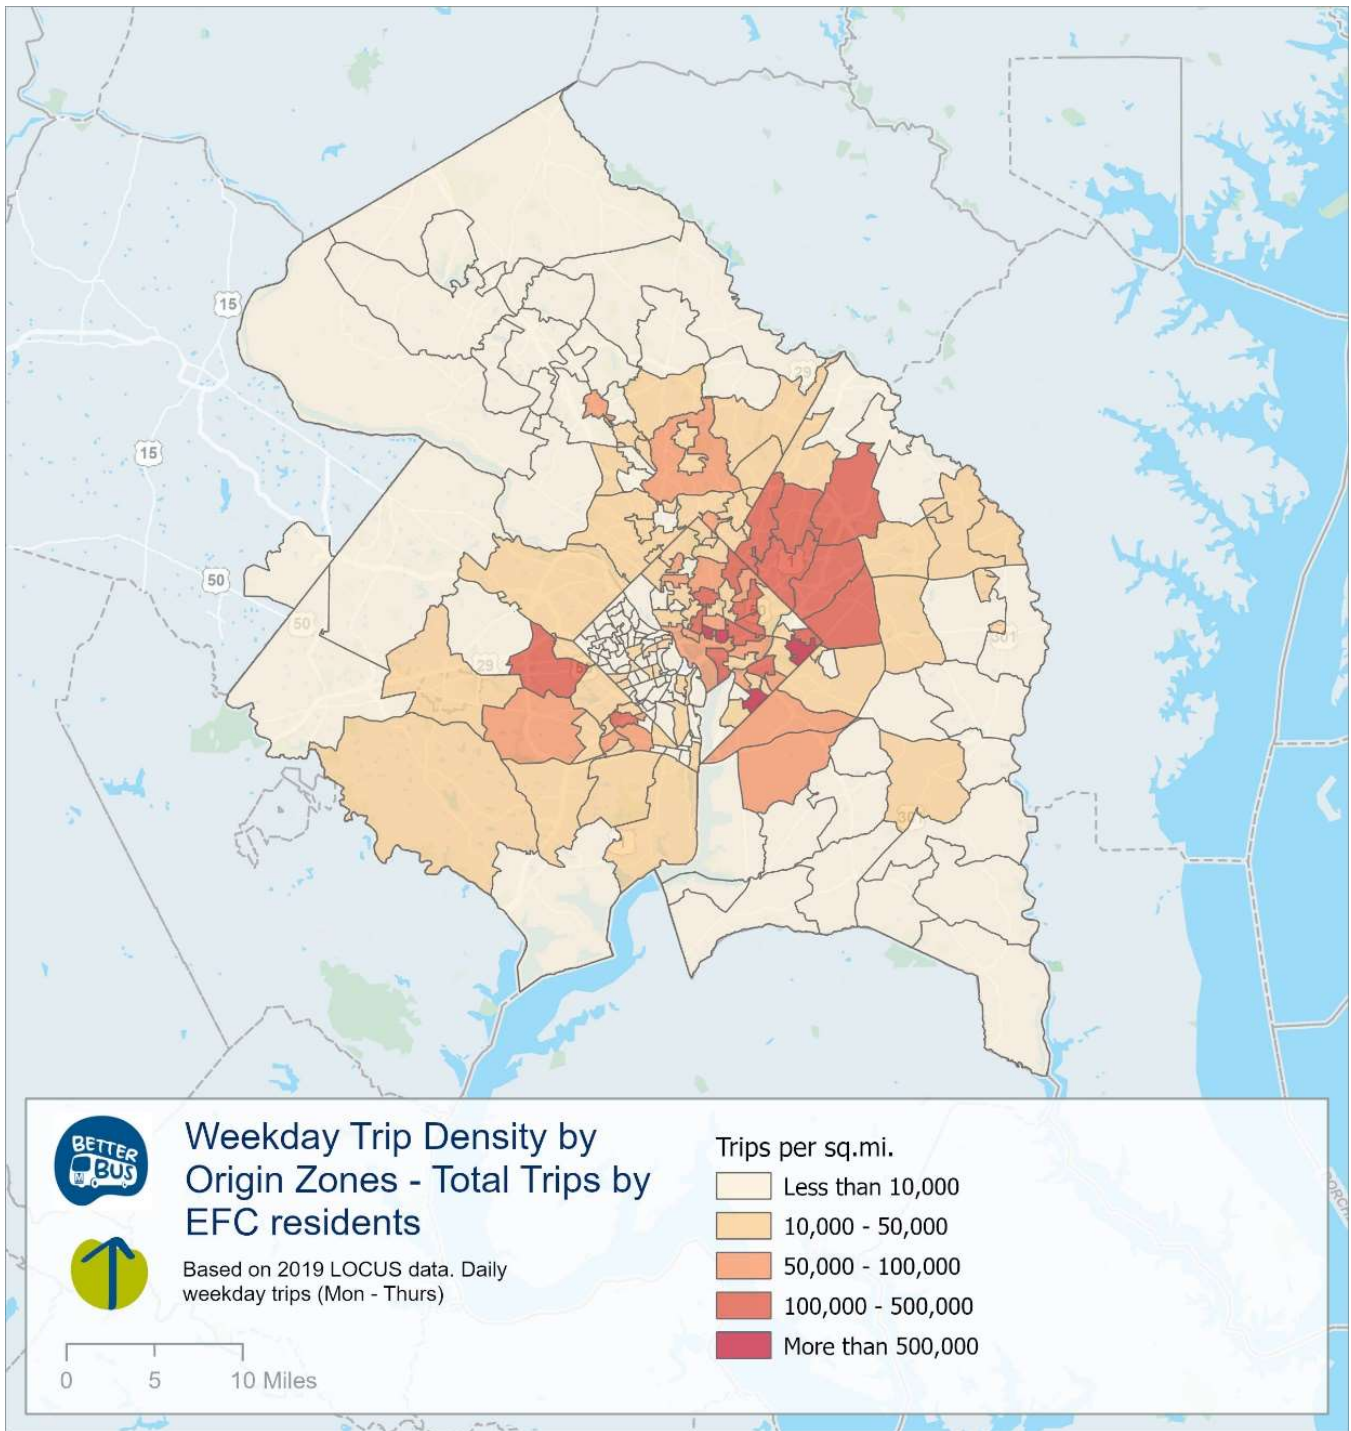 15
29
15
50
50
29
50
301
1
BETTER
BUS
M
Weekday Trip Density by
Origin Zones - Total Trips by
EFC residents
Based on 2019 LOCUS data. Daily
weekday trips (Mon - Thurs)
0 5 10 Miles
Trips per sq.mi.
Less than 10,000
10,000 - 50,000
50,000 - 100,000
100,000 - 500,000
More than 500,000